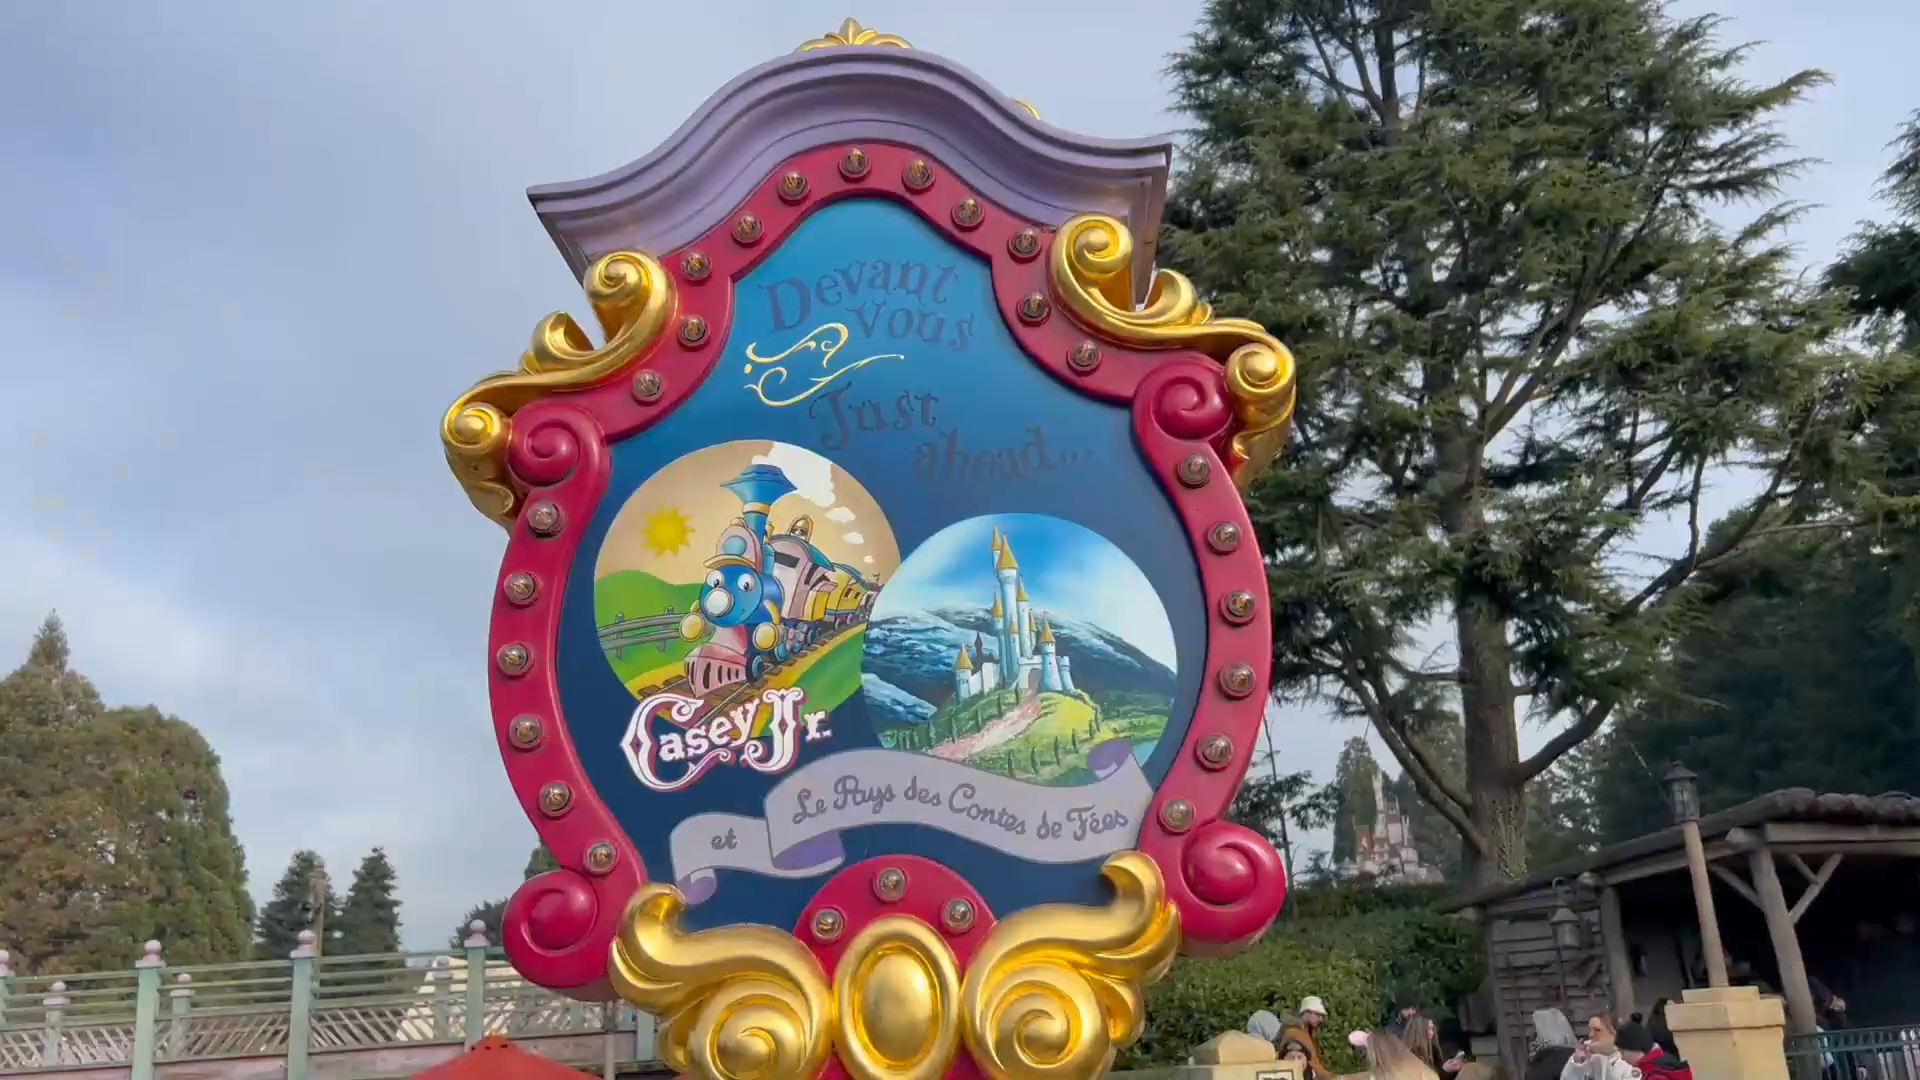 Devant
vous
Just
ahead...
Casey Jr.
et
Le Pays des Contes de Fées